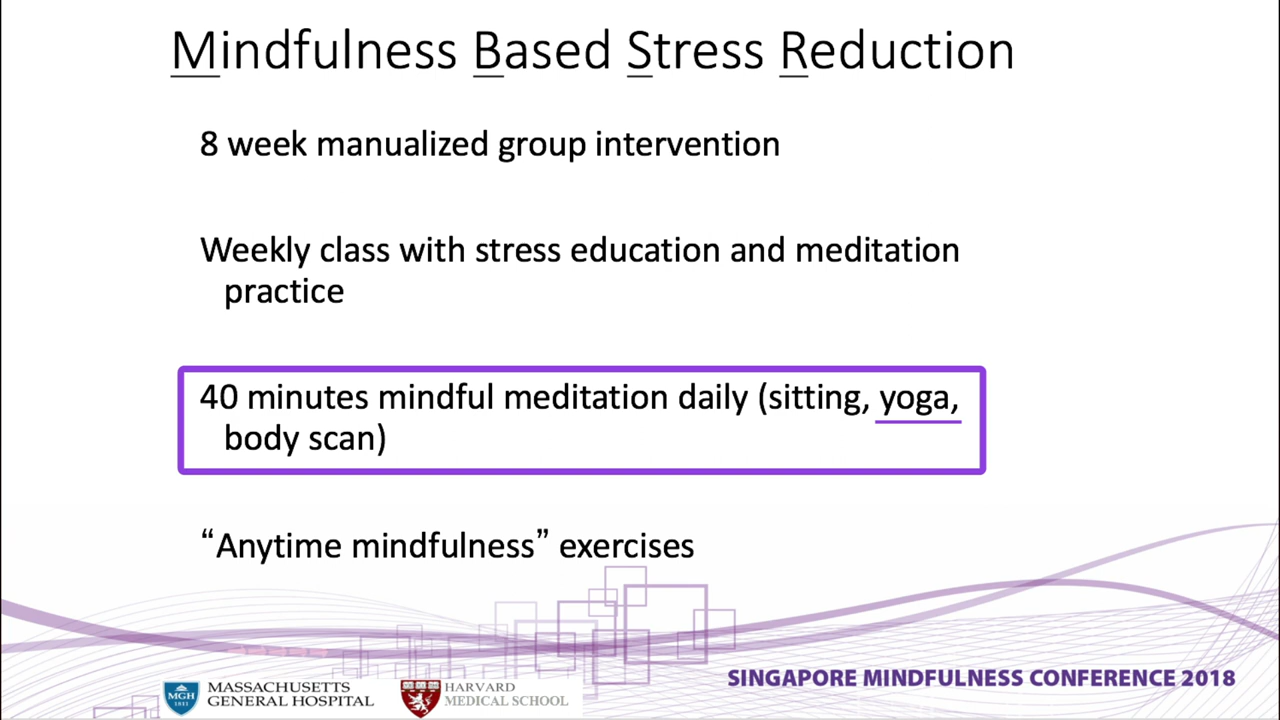 Mindfulness Based Stress Reduction
8 week manualized group intervention
Weekly class with stress education and meditation
practice
40 minutes mindful meditation daily (sitting, yoga,
body scan)
“Anytime mindfulness” exercises
MGH
1811
MASSACHUSETTS
GENERAL HOSPITAL
HARVARD
MEDICAL SCHOOL
SINGAPORE MINDFULNESS CONFERENCE 2018